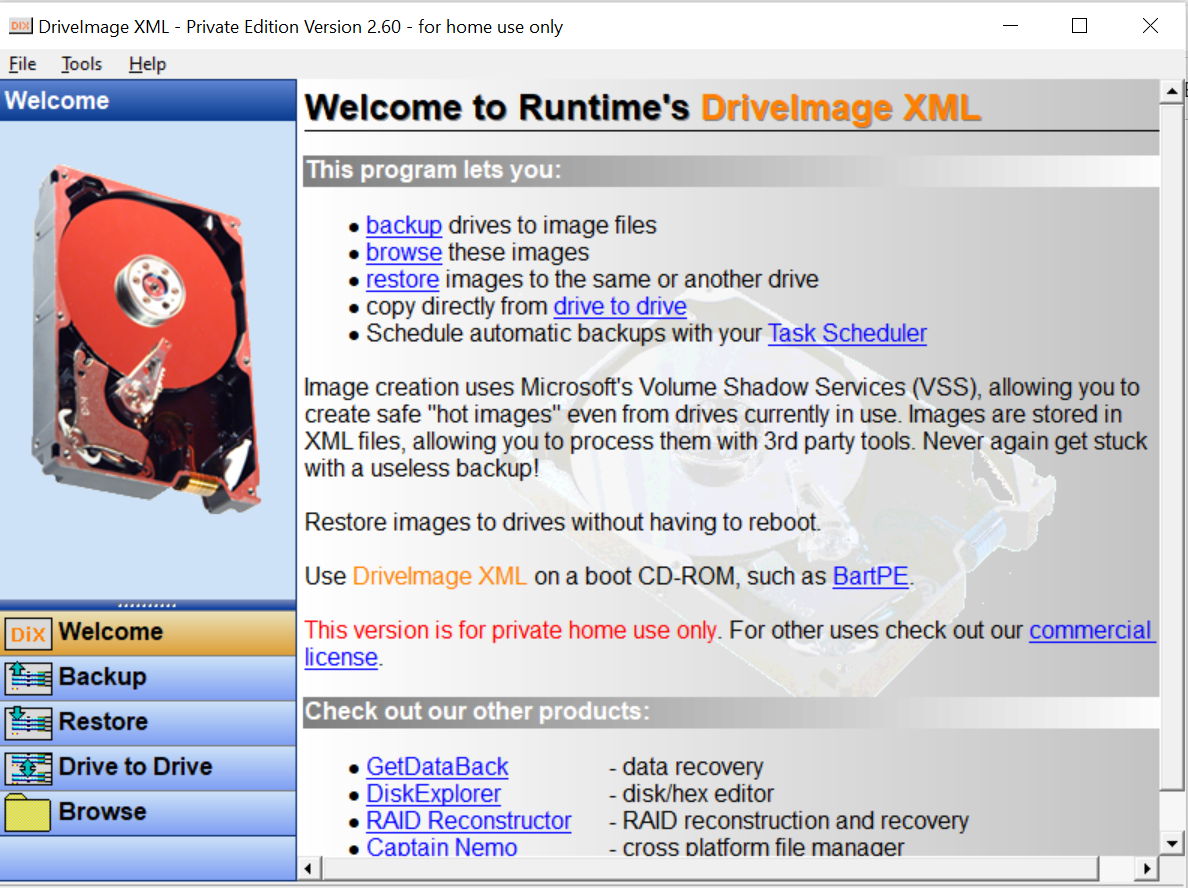 DiX DriveImage XML - Private Edition Version 2.60 - for home use only
File Tools Help
Welcome
Welcome to Runtime's DriveImage XML
This program lets you:
• backup drives to image files
• browse these images
• restore images to the same or another drive
• copy directly from drive to drive
• Schedule automatic backups with your Task Scheduler
Image creation uses Microsoft's Volume Shadow Services (VSS), allowing you to
create safe "hot images" even from drives currently in use. Images are stored in
XML files, allowing you to process them with 3rd party tools. Never again get stuck
with a useless backup!
Restore images to drives without having to reboot.
Use DriveImage XML on a boot CD-ROM, such as BartPE.
This version is for private home use only. For other uses check out our commercial
license.
Check out our other products:
• GetDataBack - data recovery
• DiskExplorer - disk/hex editor
• RAID Reconstructor - RAID reconstruction and recovery
• Captain Nemo - cross platform file manager
DiX Welcome
Backup
Restore
Drive to Drive
Browse